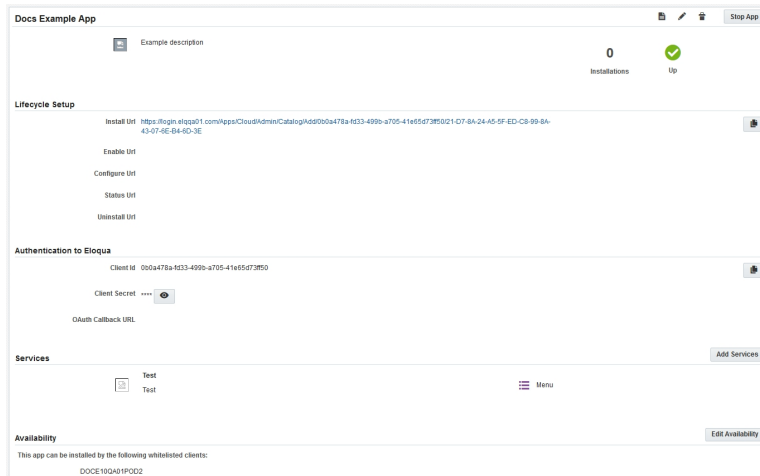 Docs Example App
Stop App
Example description
0
Installations
Up
Lifecycle Setup
Install Url https://login.elqqa01.com/Apps/Cloud/Admin/Catalog/Add/0b0a478a-fd33-499b-a705-41e65d73ff50/21-D7-8A-24-A5-5F-ED-C8-99-8A-
43-07-6E-B4-6D-3E
Enable Url
Configure Url
Status Url
Uninstall Url
Authentication to Eloqua
Client Id 0b0a478a-fd33-499b-a705-41e65d73ff50
Client Secret ****
OAuth Callback URL
Services
Add Services
Test
Test
Menu
Availability
Edit Availability
This app can be installed by the following whitelisted clients:
DOCE10QA01POD2